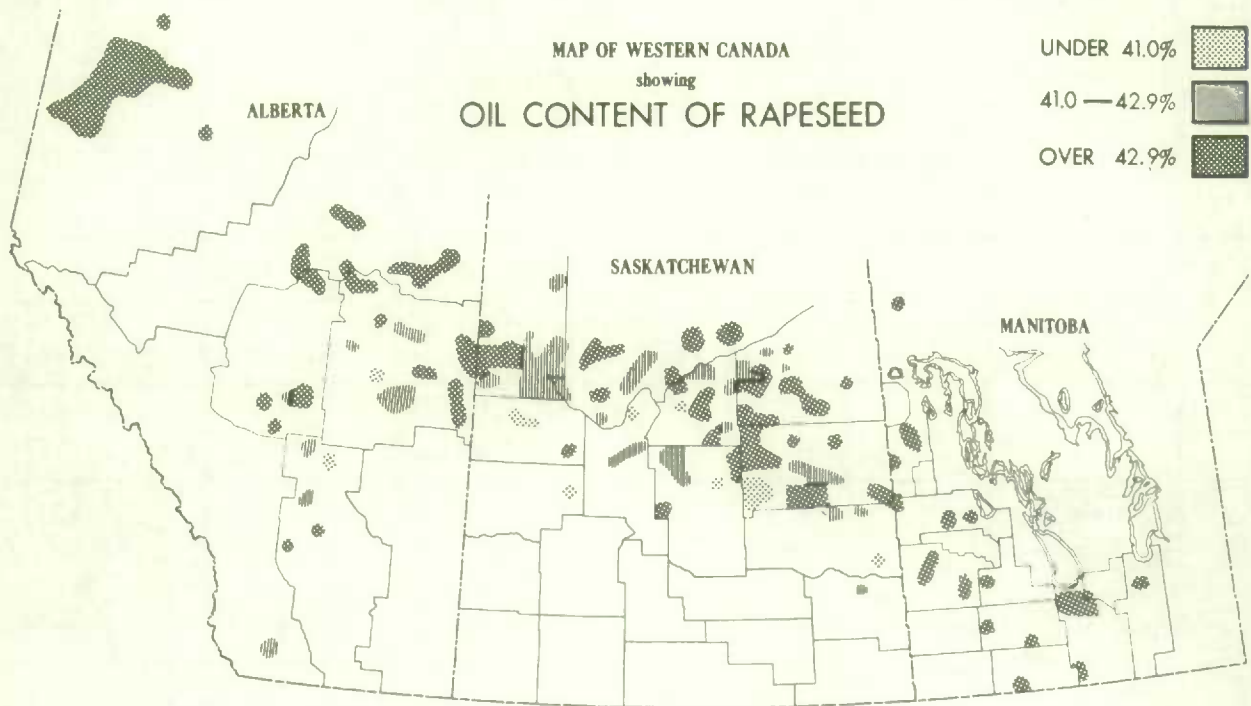 MAP OF WESTERN CANADA
showing
OIL CONTENT OF RAPESEED
UNDER 41.0%
41.0 — 42.9%
OVER 42.9%
ALBERTA
SASKATCHEWAN
MANITOBA